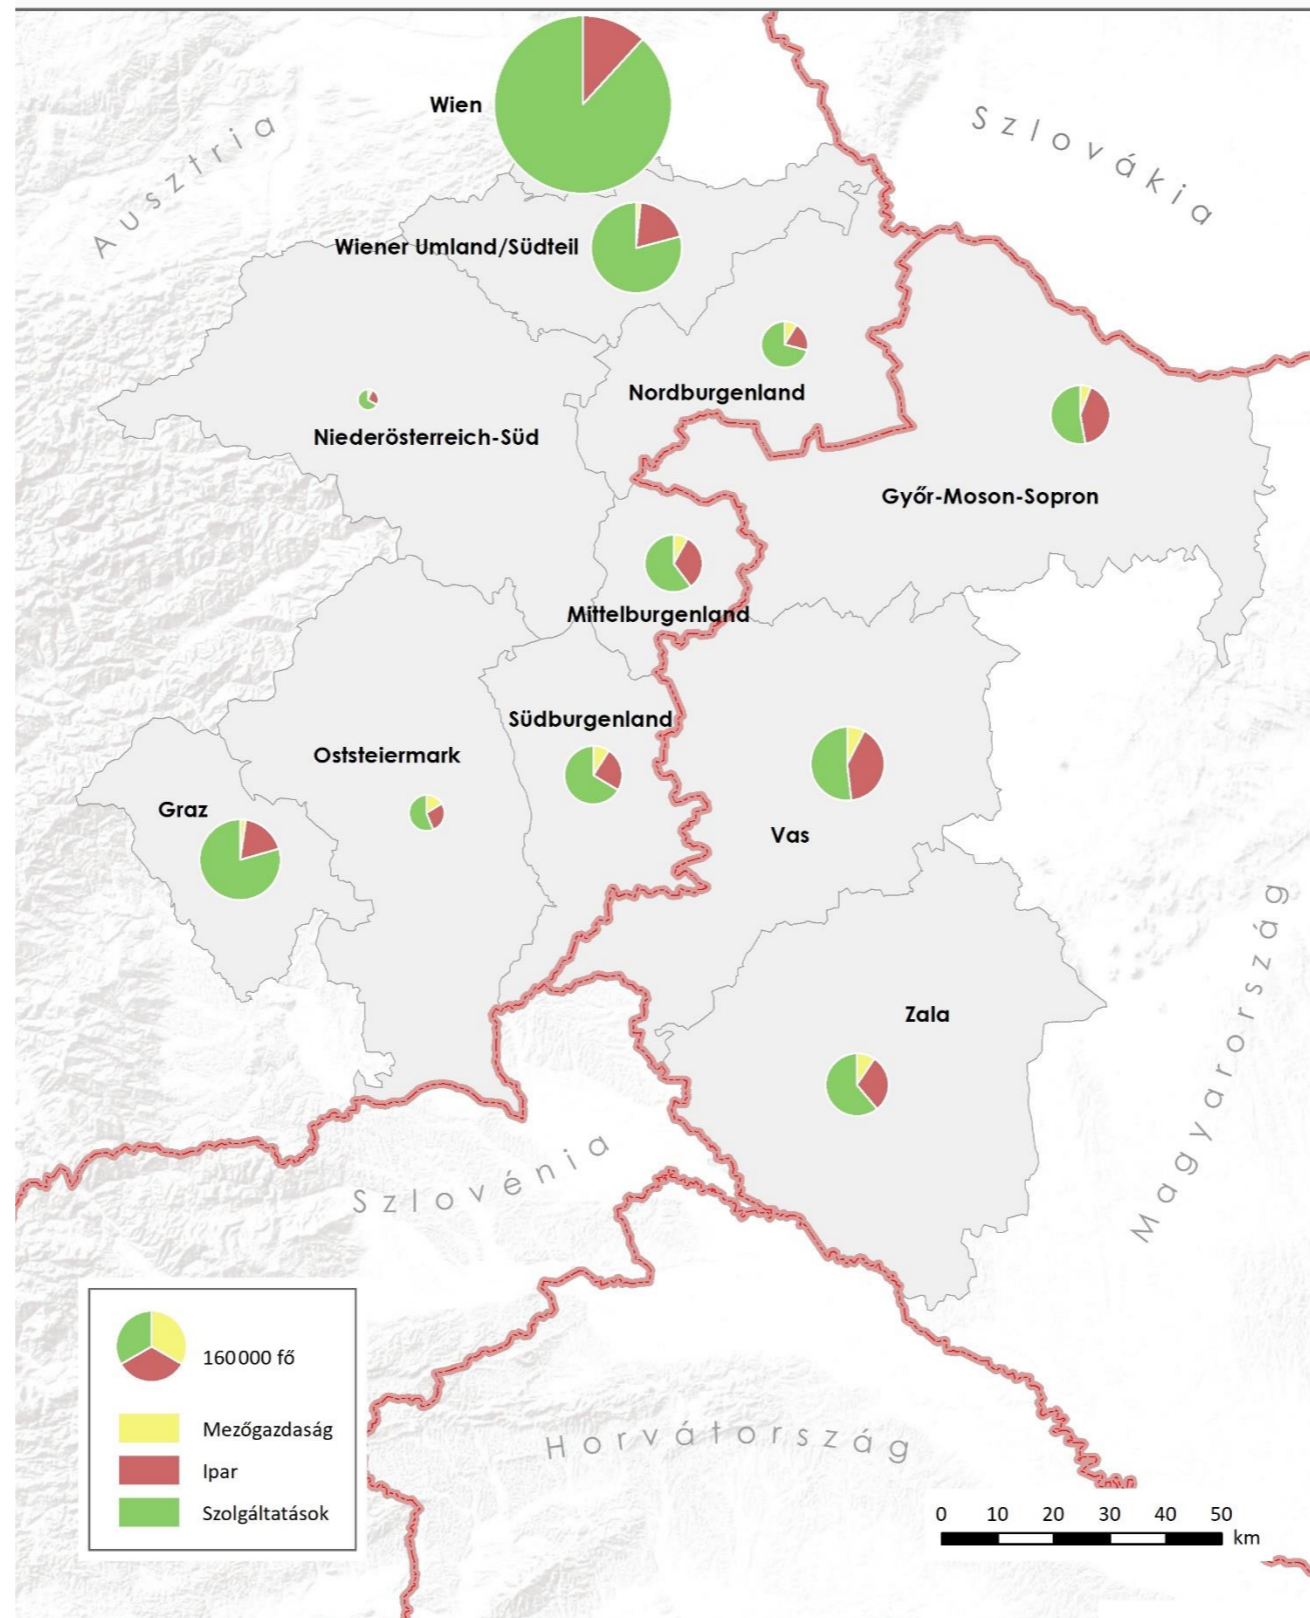 Wien
Ausztria
Szlovákia
Wiener Umland/Südteil
Nordburgenland
Niederösterreich-Süd
Győr-Moson-Sopron
Mittelburgenland
Südburgenland
Oststeiermark
Graz
Vas
Zala
Magyarország
Szlovénia
160 000 fő
Mezőgazdaság
Ipar
Szolgáltatások
Horvátország
0 10 20 30 40 50
km